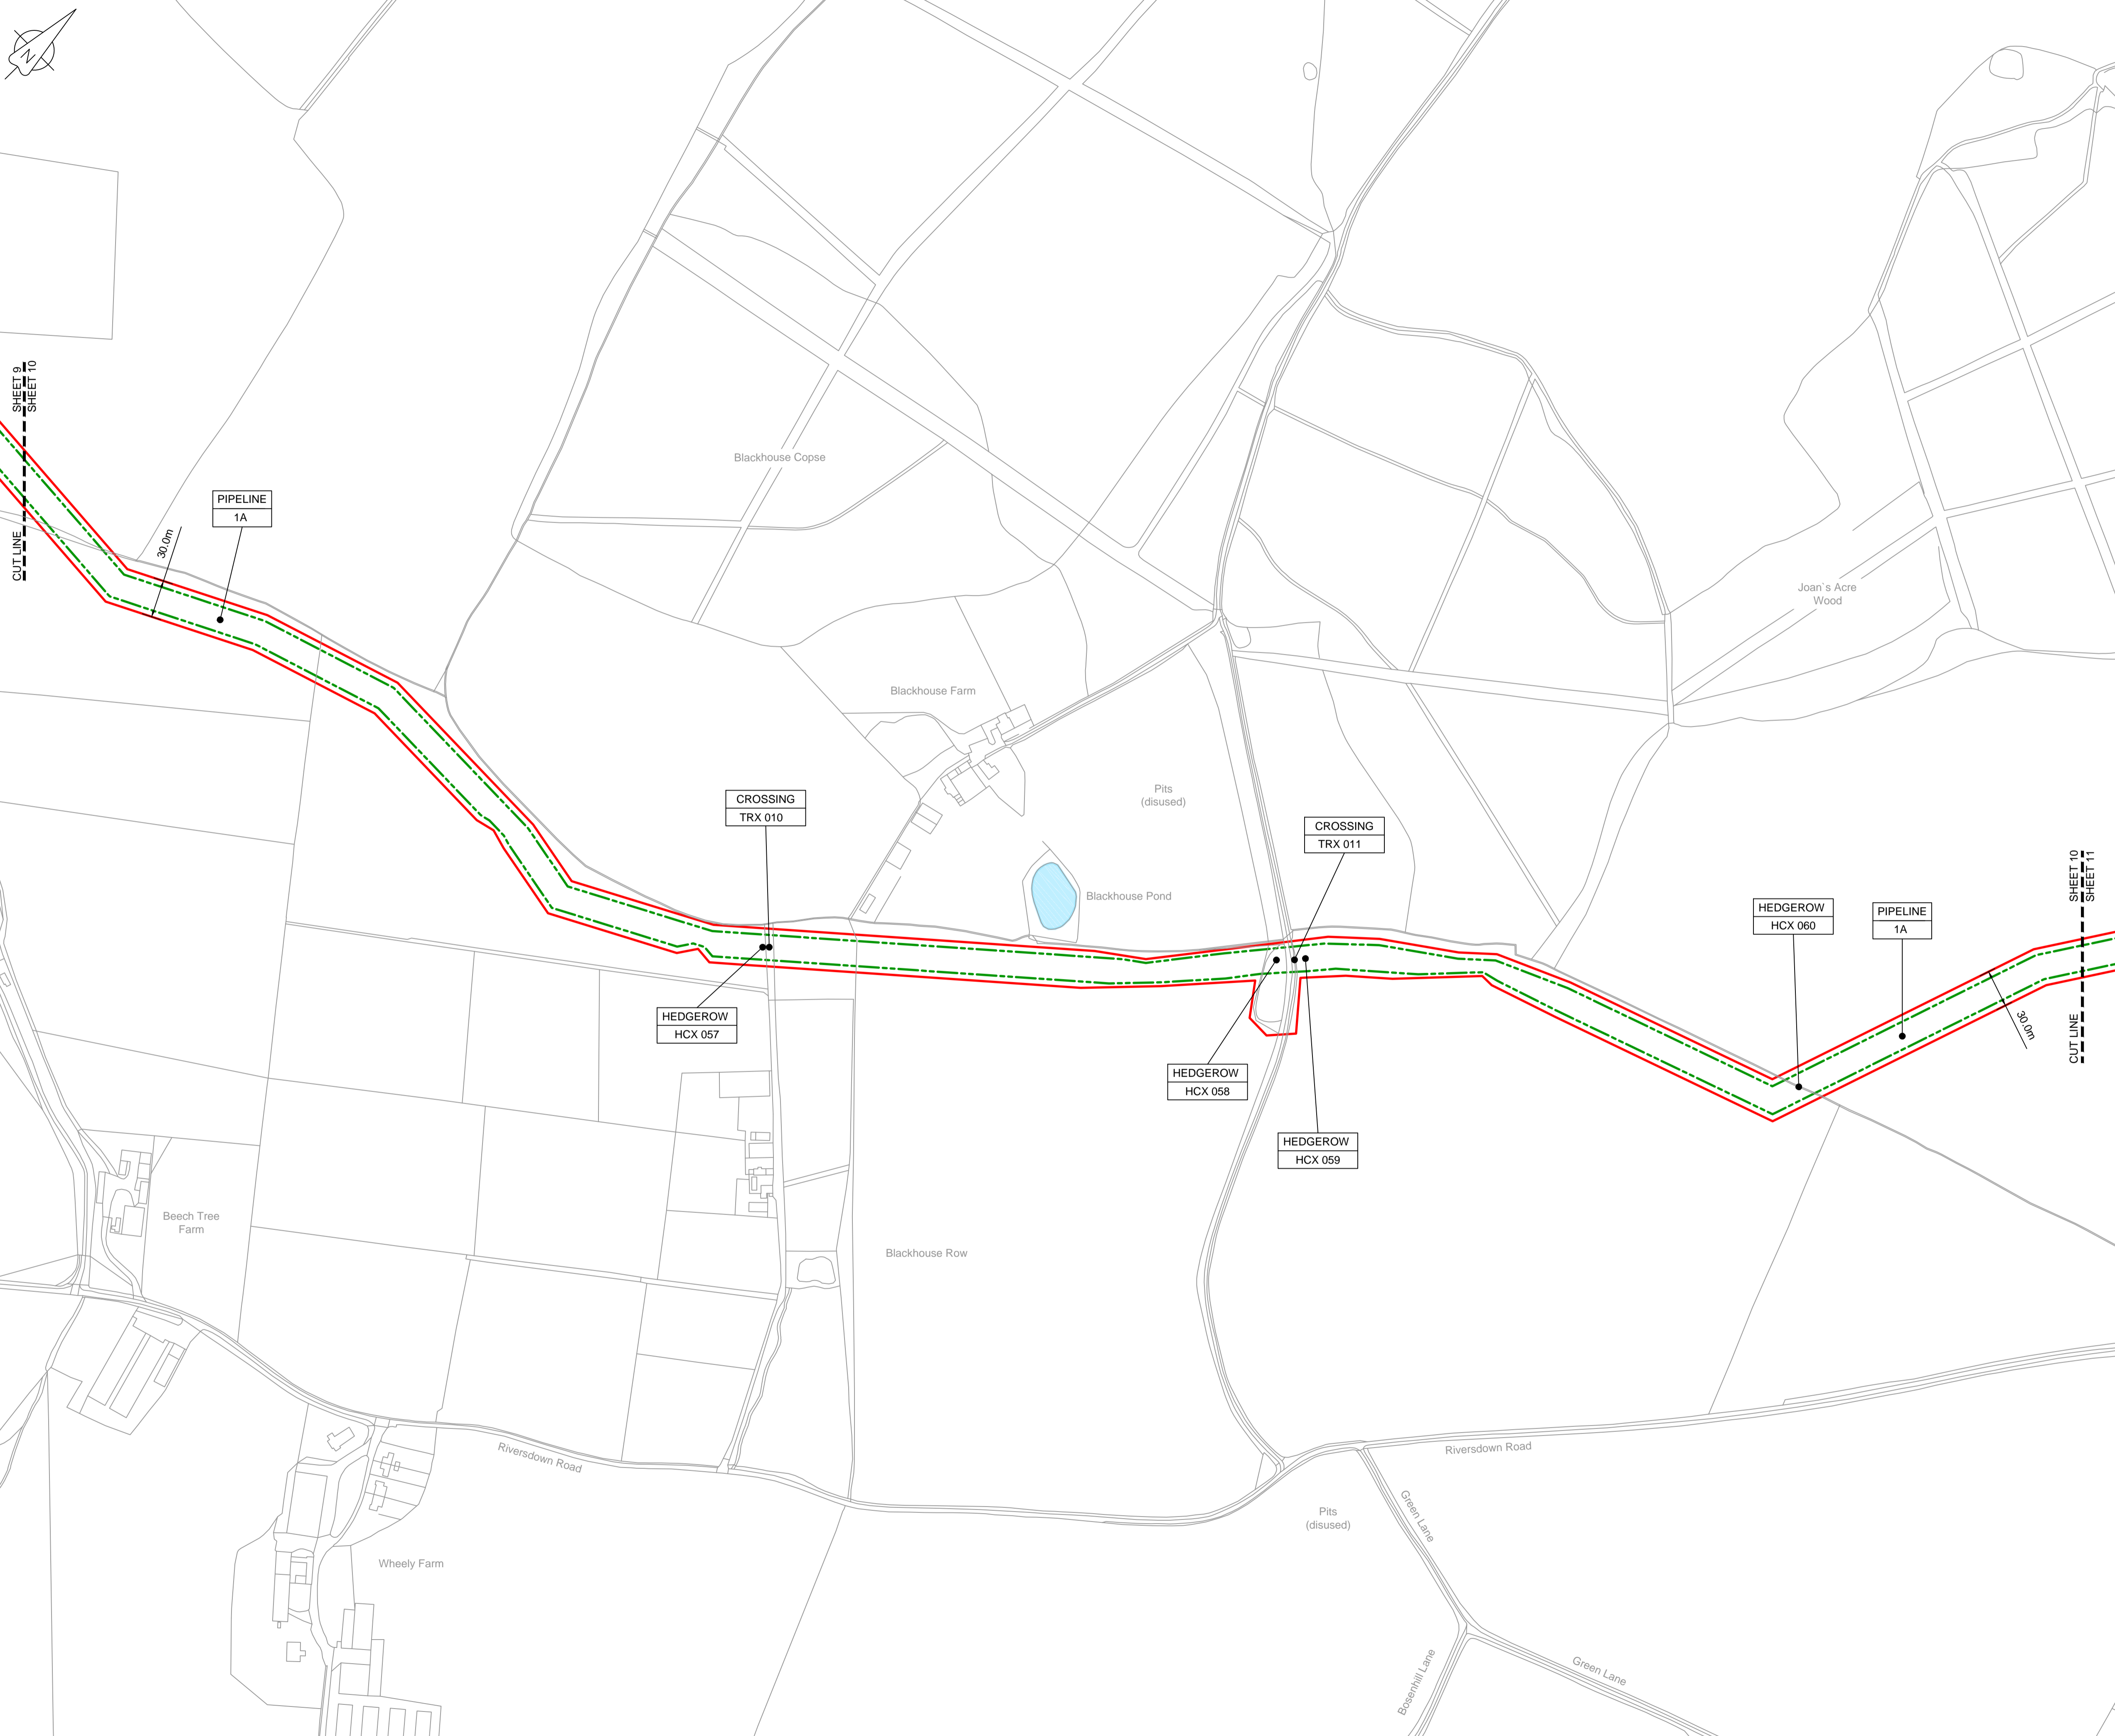 N
SHEET 9
SHEET 10
CUT LINE
PIPELINE
1A
30.0m
Blackhouse Copse
Joan`s Acre
Wood
Blackhouse Farm
Pits
(disused)
CROSSING
TRX 010
CROSSING
TRX 011
Blackhouse Pond
HEDGEROW
HCX 060
PIPELINE
1A
SHEET 10
SHEET 11
CUT LINE
30.0m
HEDGEROW
HCX 057
HEDGEROW
HCX 058
HEDGEROW
HCX 059
Beech Tree
Farm
Blackhouse Row
Riversdown Road
Riversdown Road
Pits
(disused)
Green Lane
Wheely Farm
Bosenhill Lane
Green Lane